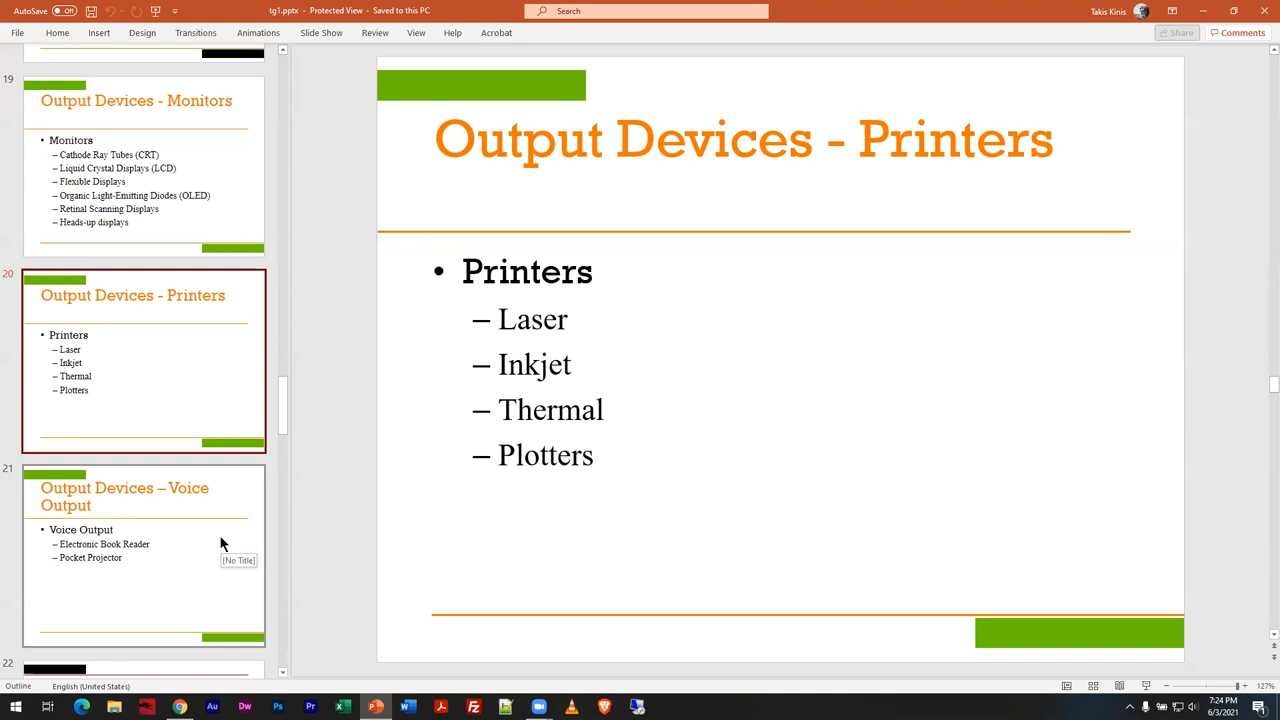 AutoSave Off
tg1.pptx - Protected View • Saved to this PC
Search
Takis Kinis
File Home Insert Design Transitions Animations Slide Show Review View Help Acrobat
Share
Comments
19
Output Devices - Monitors
• Monitors
– Cathode Ray Tubes (CRT)
– Liquid Crystal Displays (LCD)
– Flexible Displays
– Organic Light-Emitting Diodes (OLED)
– Retinal Scanning Displays
– Heads-up displays
20
Output Devices - Printers
• Printers
– Laser
– Inkjet
– Thermal
– Plotters
21
Output Devices – Voice
Output
• Voice Output
– Electronic Book Reader
– Pocket Projector
[No Title]
22
Output Devices - Printers
• Printers
– Laser
– Inkjet
– Thermal
– Plotters
Outline English (United States)
127%
Au Dw Ps Pr
7:24 PM
6/3/2021